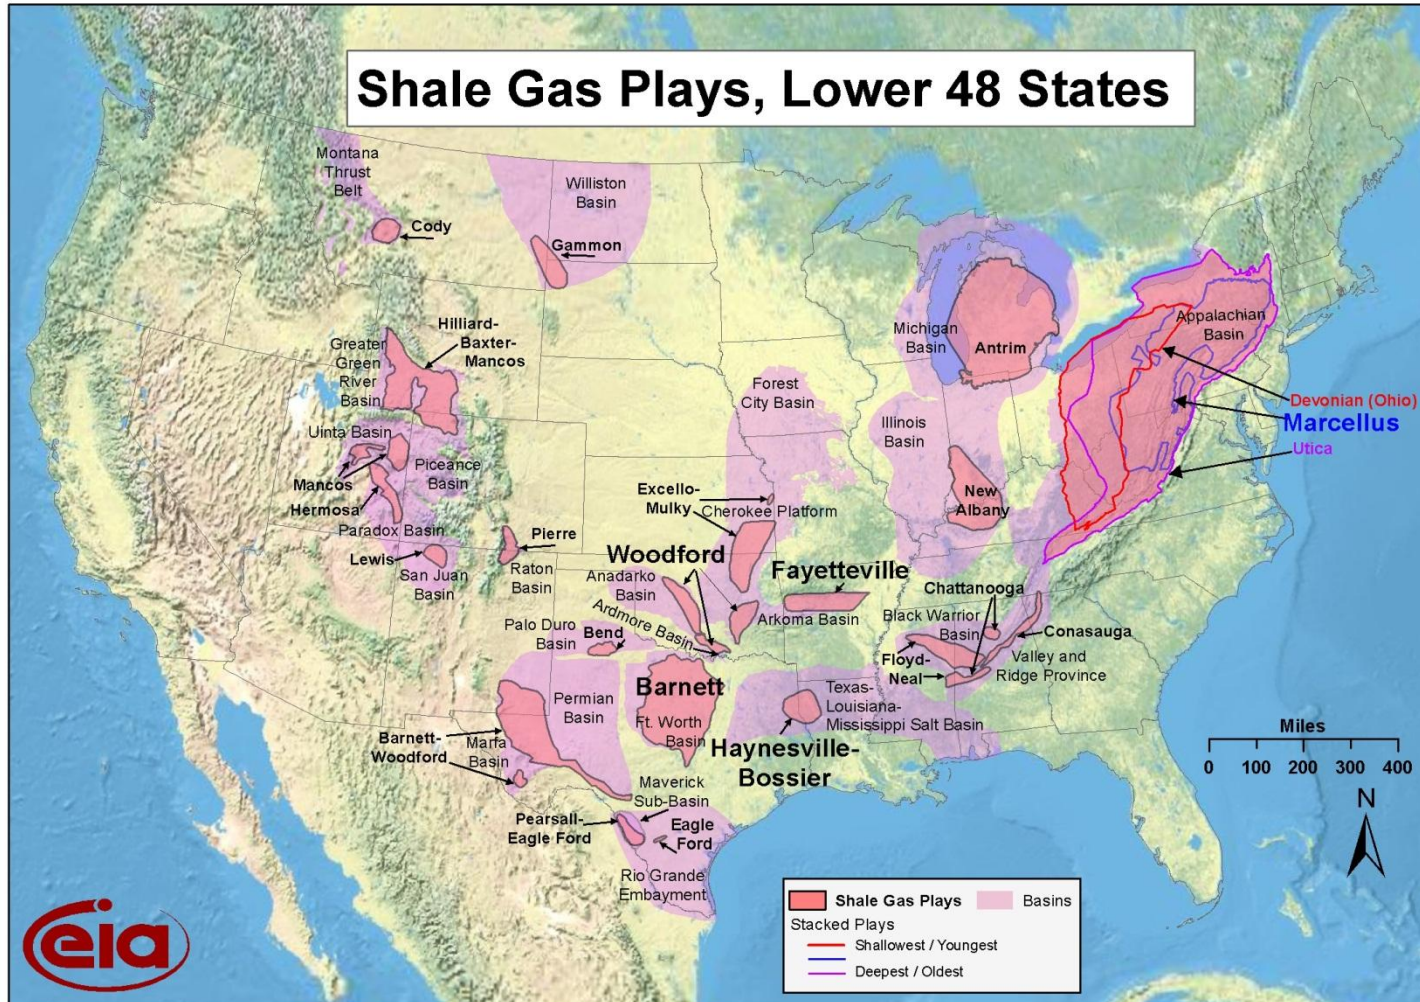 Shale Gas Plays, Lower 48 States
Montana
Thrust
Belt
Cody
Williston
Basin
Gammon
Hilliard-
Baxter-
Mancos
Greater
Green
River
Basin
Uinta Basin
Piceance
Basin
Mancos
Hermosa
Paradox Basin
Lewis
San Juan
Basin
Pierre
Raton
Basin
Michigan
Basin
Antrim
Forest
City Basin
Illinois
Basin
New
Albany
Excello-
Mulky
Cherokee Platform
Woodford
Anadarko
Basin
Ardmore Basin
Fayetteville
Arkoma Basin
Palo Duro
Basin
Bend
Barnett
Ft. Worth
Basin
Permian
Basin
Barnett-
Woodford
Marfa
Basin
Maverick
Sub-Basin
Pearsall-
Eagle Ford
Eagle
Ford
Rio Grande
Embayment
Texas-
Louisiana-
Mississippi Salt Basin
Haynesville-
Bossier
Chattanooga
Black Warrior
Basin
Floyd-
Neal
Conasauga
Valley and
Ridge Province
Appalachian
Basin
Devonian (Ohio)
Marcellus
Utica
Miles
0 100 200 300 400
N
Shale Gas Plays
Basins
Stacked Plays
Shallowest / Youngest
Deepest / Oldest
eia